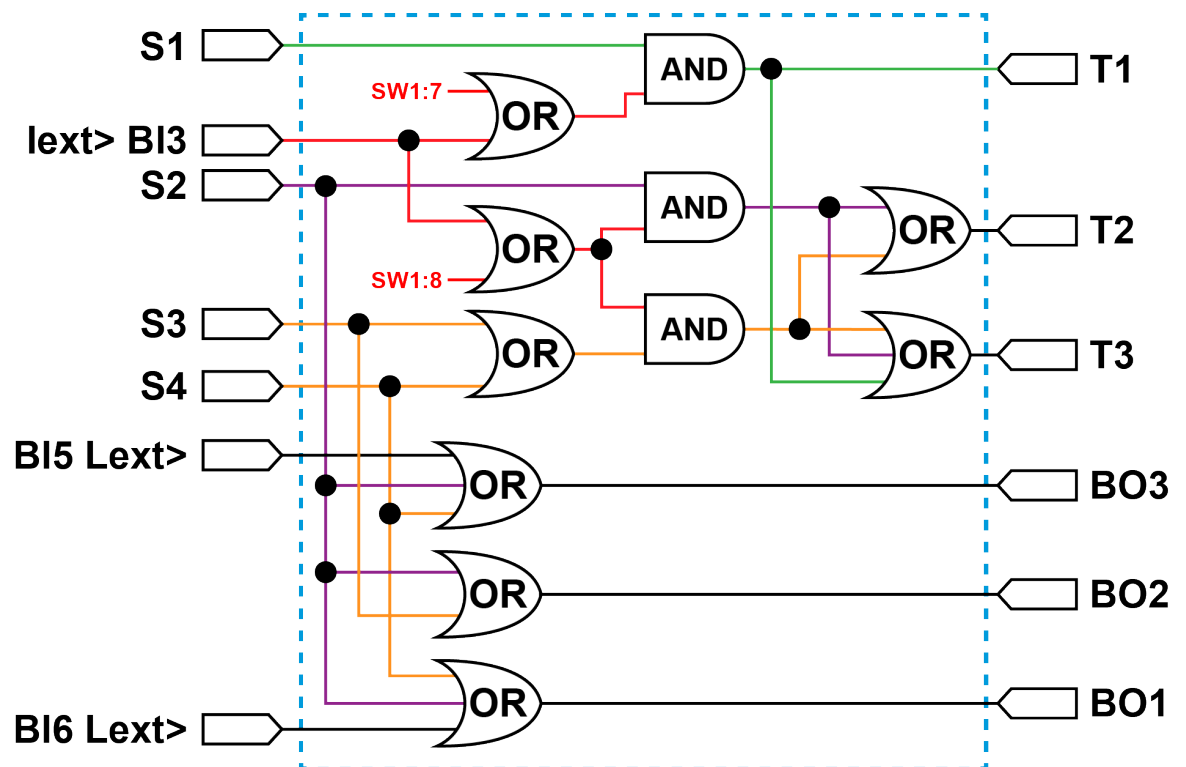 S1
AND
T1
SW1:7
OR
Iext> BI3
S2
AND
OR
T2
OR
SW1:8
S3
AND
OR
OR
T3
S4
BI5 Lext>
OR
BO3
OR
BO2
OR
BO1
BI6 Lext>